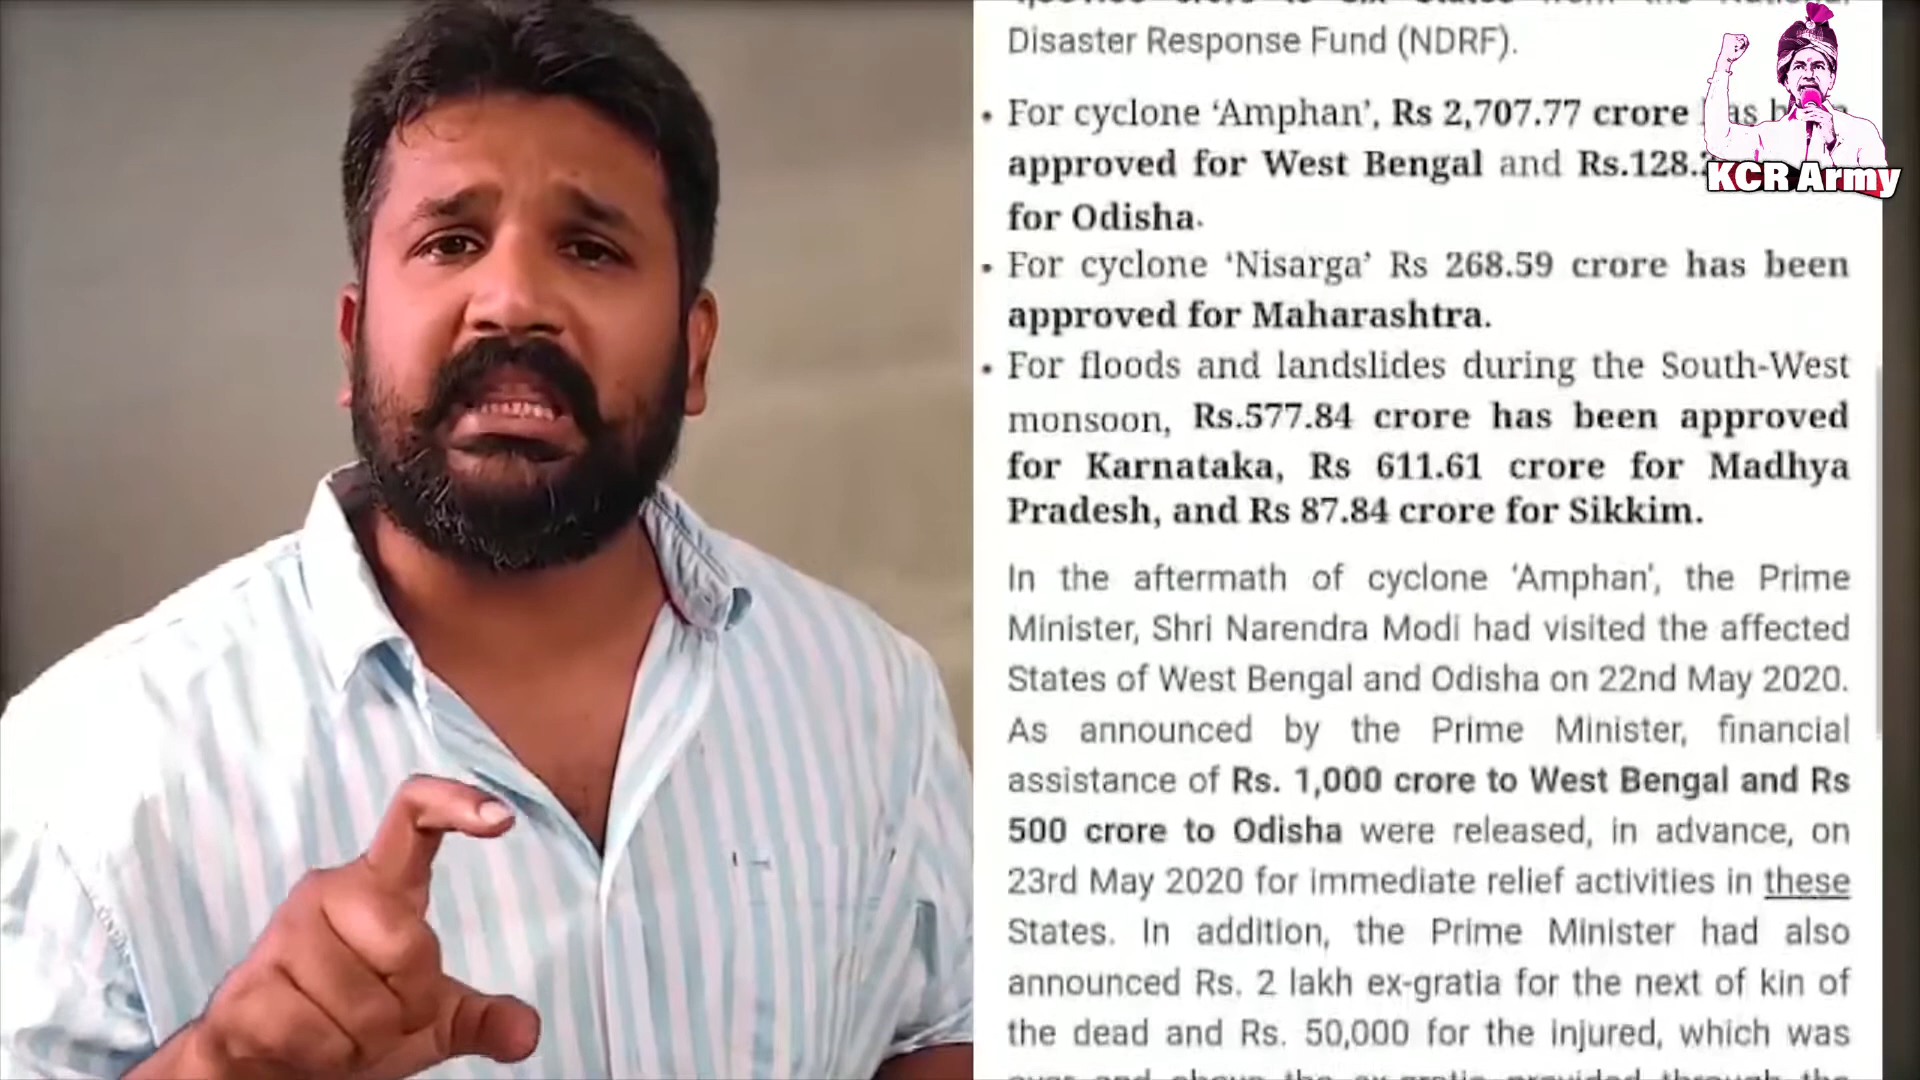 Disaster Response Fund (NDRF).
• For cyclone ‘Amphan’, Rs 2,707.77 crore has been
approved for West Bengal and Rs.128.
for Odisha.
• For cyclone ‘Nisarga’ Rs 268.59 crore has been
approved for Maharashtra.
• For floods and landslides during the South-West
monsoon, Rs.577.84 crore has been approved
for Karnataka, Rs 611.61 crore for Madhya
Pradesh, and Rs 87.84 crore for Sikkim.
In the aftermath of cyclone ‘Amphan’, the Prime
Minister, Shri Narendra Modi had visited the affected
States of West Bengal and Odisha on 22nd May 2020.
As announced by the Prime Minister, financial
assistance of Rs. 1,000 crore to West Bengal and Rs
500 crore to Odisha were released, in advance, on
23rd May 2020 for immediate relief activities in these
States. In addition, the Prime Minister had also
announced Rs. 2 lakh ex-gratia for the next of kin of
the dead and Rs. 50,000 for the injured, which was
KCR Army